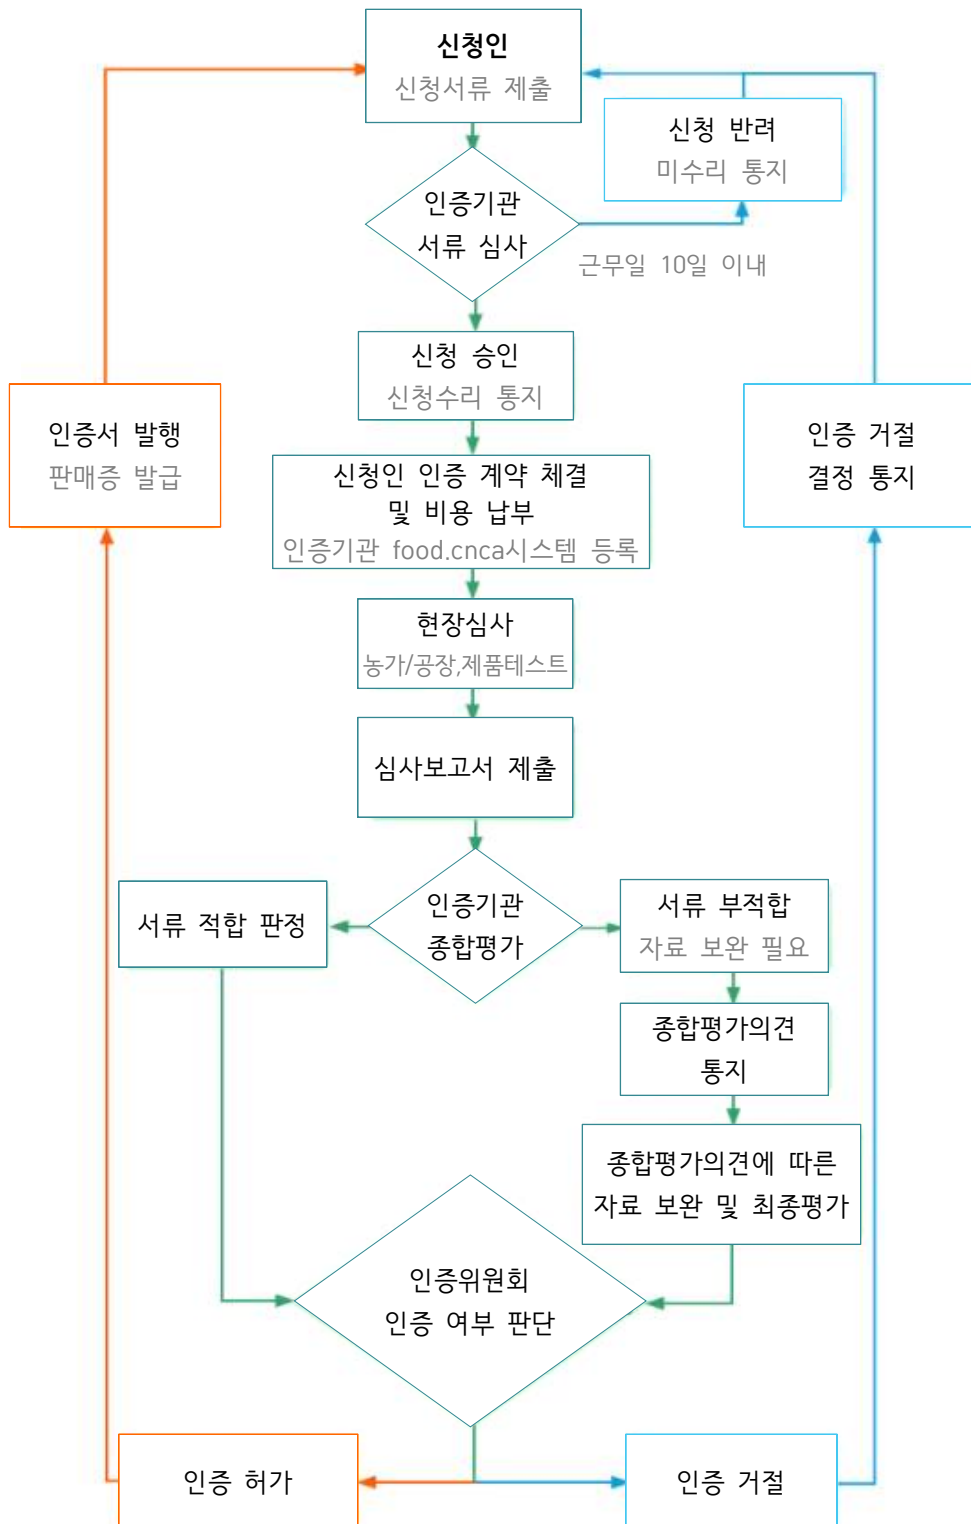 신청인
신청서류 제출
신청 반려
미수리 통지
인증기관
서류 심사
근무일 10일 이내
신청 승인
신청수리 통지
인증서 발행
판매증 발급
인증 거절
결정 통지
신청인 인증 계약 체결
및 비용 납부
인증기관 food.cnca시스템 등록
현장심사
농가/공장,제품테스트
심사보고서 제출
인증기관
종합평가
서류 적합 판정
서류 부적합
자료 보완 필요
종합평가의견
통지
종합평가의견에 따른
자료 보완 및 최종평가
인증위원회
인증 여부 판단
인증 허가
인증 거절